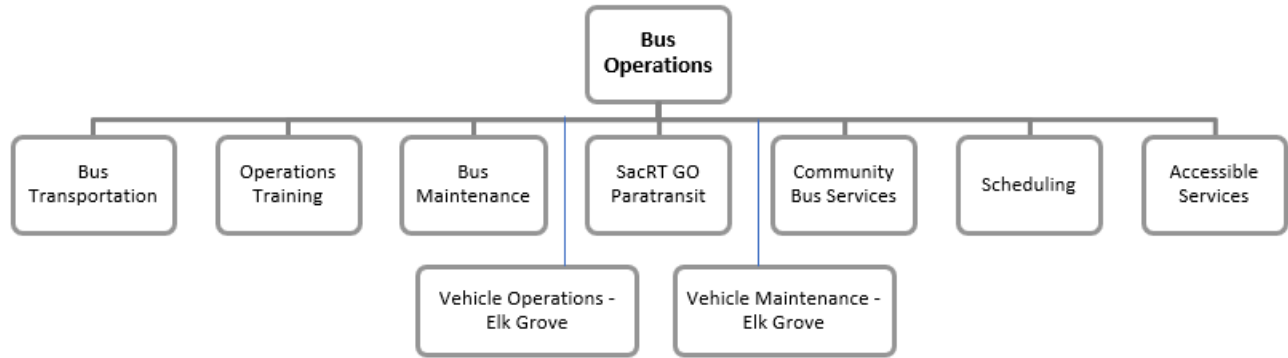 Bus
Operations
Bus
Transportation
Operations
Training
Bus
Maintenance
SacRT GO
Paratransit
Community
Bus Services
Scheduling
Accessible
Services
Vehicle Operations -
Elk Grove
Vehicle Maintenance -
Elk Grove